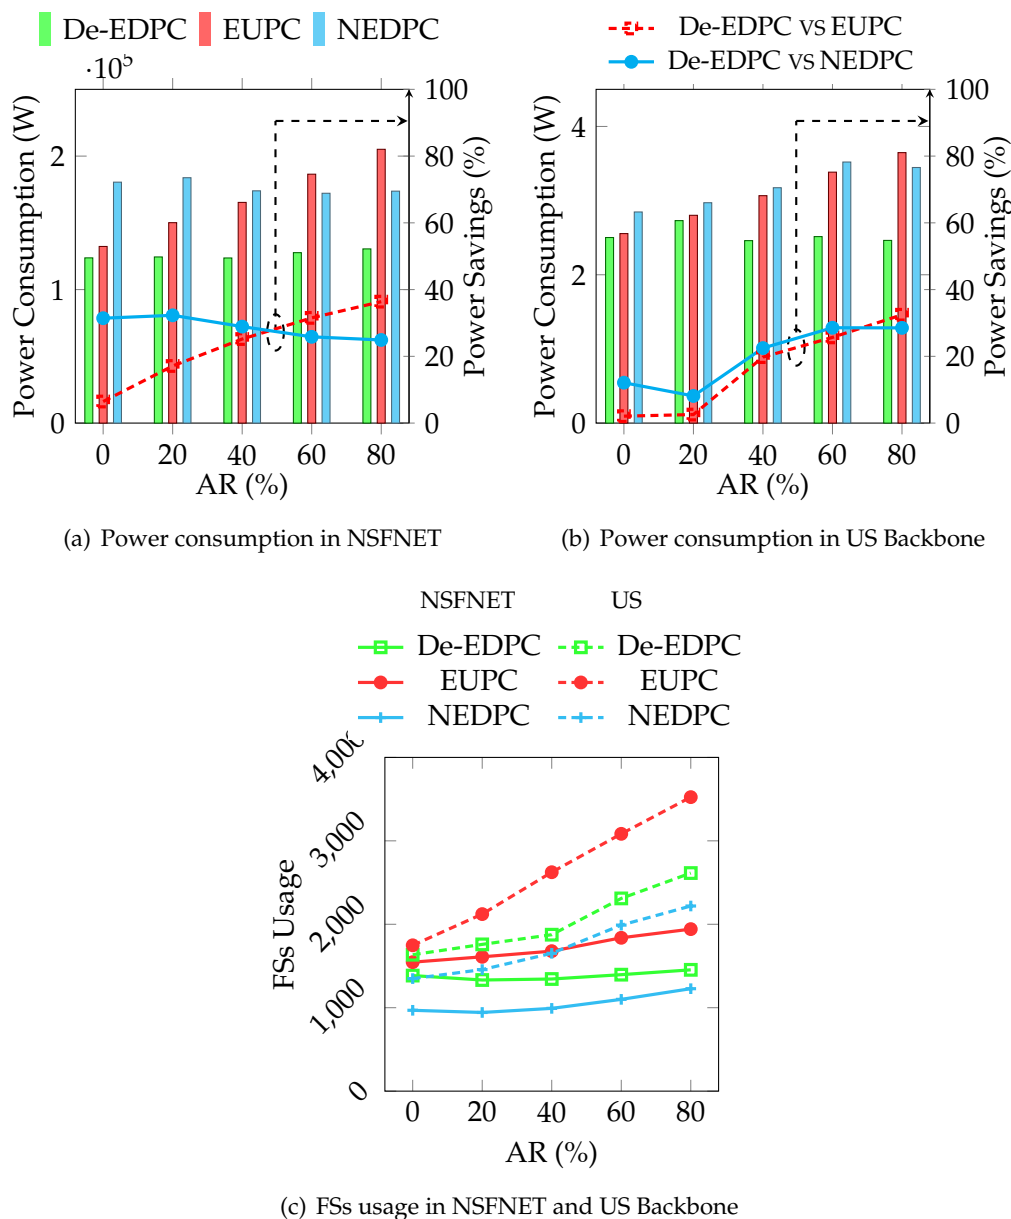 De-EDPC EUPC NEDPC
De-EDPC VS EUPC
De-EDPC VS NEDPC
·10⁵
Power Consumption (W)
0
1
2
0
20
40
60
80
100
Power Savings (%)
0 20 40 60 80
AR (%)
(a) Power consumption in NSFNET
Power Consumption (W)
0
2
4
0
20
40
60
80
100
Power Savings (%)
0 20 40 60 80
AR (%)
(b) Power consumption in US Backbone
NSFNET US
De-EDPC De-EDPC
EUPC EUPC
NEDPC NEDPC
FSs Usage
0
1,000
2,000
3,000
4,000
0 20 40 60 80
AR (%)
(c) FSs usage in NSFNET and US Backbone